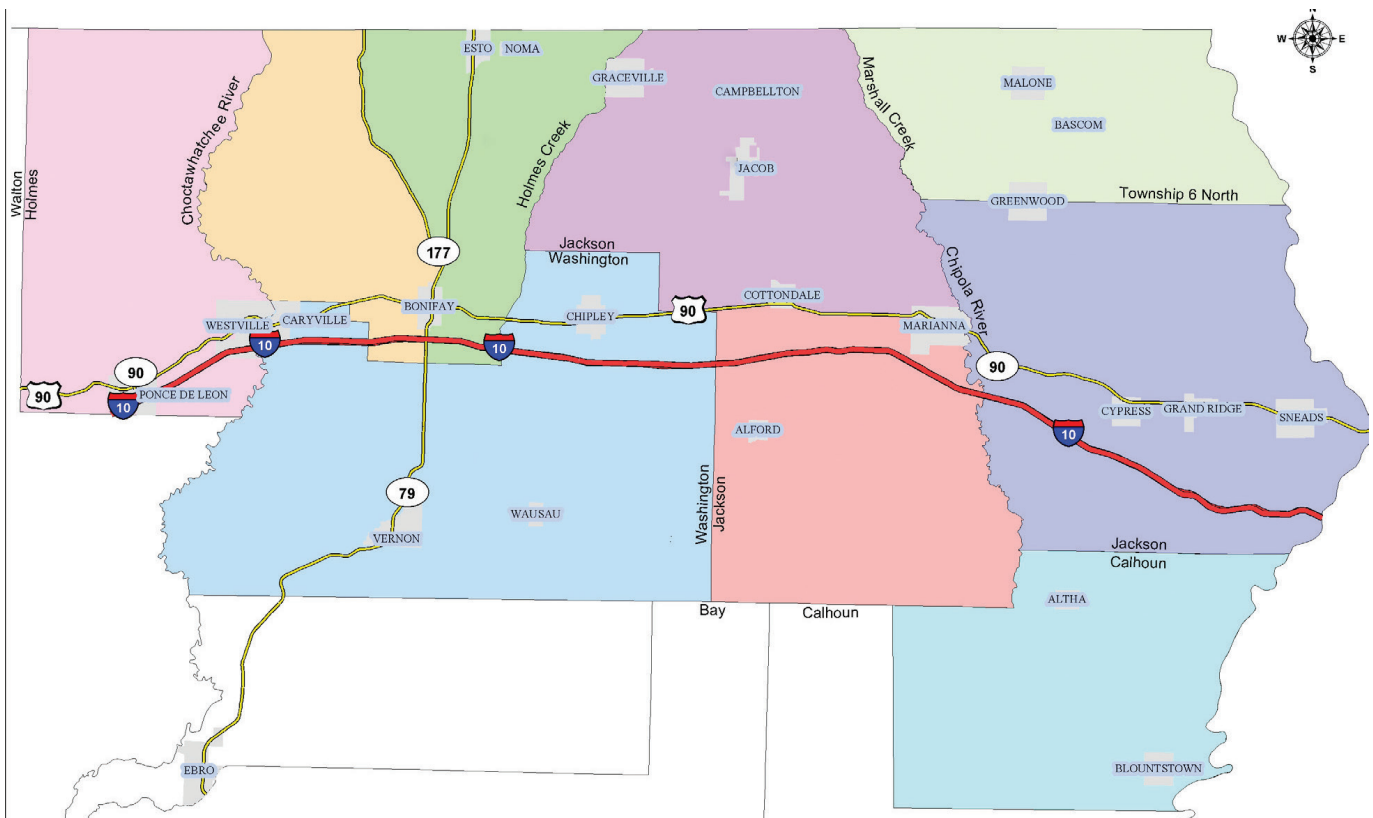 N
W
E
S
ESTO
NOMA
GRACEVILLE
CAMPBELLTON
MALONE
BASCOM
JACOB
GREENWOOD
Township 6 North
Walton
Holmes
Choctawhatchee River
Holmes Creek
Marshall Creek
177
Jackson
Washington
Chipola River
BONIFAY
COTTONDALE
90
CHIPLEY
MARIANNA
WESTVILLE
CARYVILLE
10
10
90
90
90
PONCE DE LEON
10
CYPRESS
GRAND RIDGE
SNEADS
ALFORD
10
79
WAUSAU
VERNON
Washington
Jackson
Jackson
Calhoun
ALTHA
Bay
Calhoun
EBRO
BLOUNTSTOWN